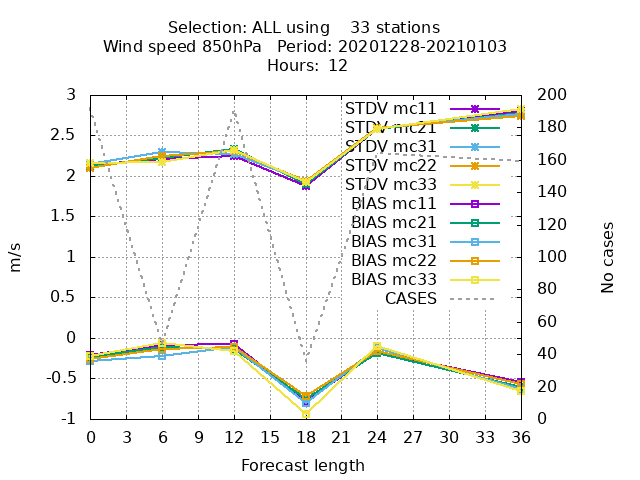 Selection: ALL using 33 stations
Wind speed 850hPa Period: 20201228-20210103
Hours: 12
3
2.5
2
1.5
1
0.5
0
-0.5
-1
m/s
STDV mc11
STDV mc21
STDV mc31
STDV mc22
STDV mc33
BIAS mc11
BIAS mc21
BIAS mc31
BIAS mc22
BIAS mc33
CASES
200
180
160
140
120
100
80
60
40
20
0
No cases
0 3 6 9 12 15 18 21 24 27 30 33 36
Forecast length